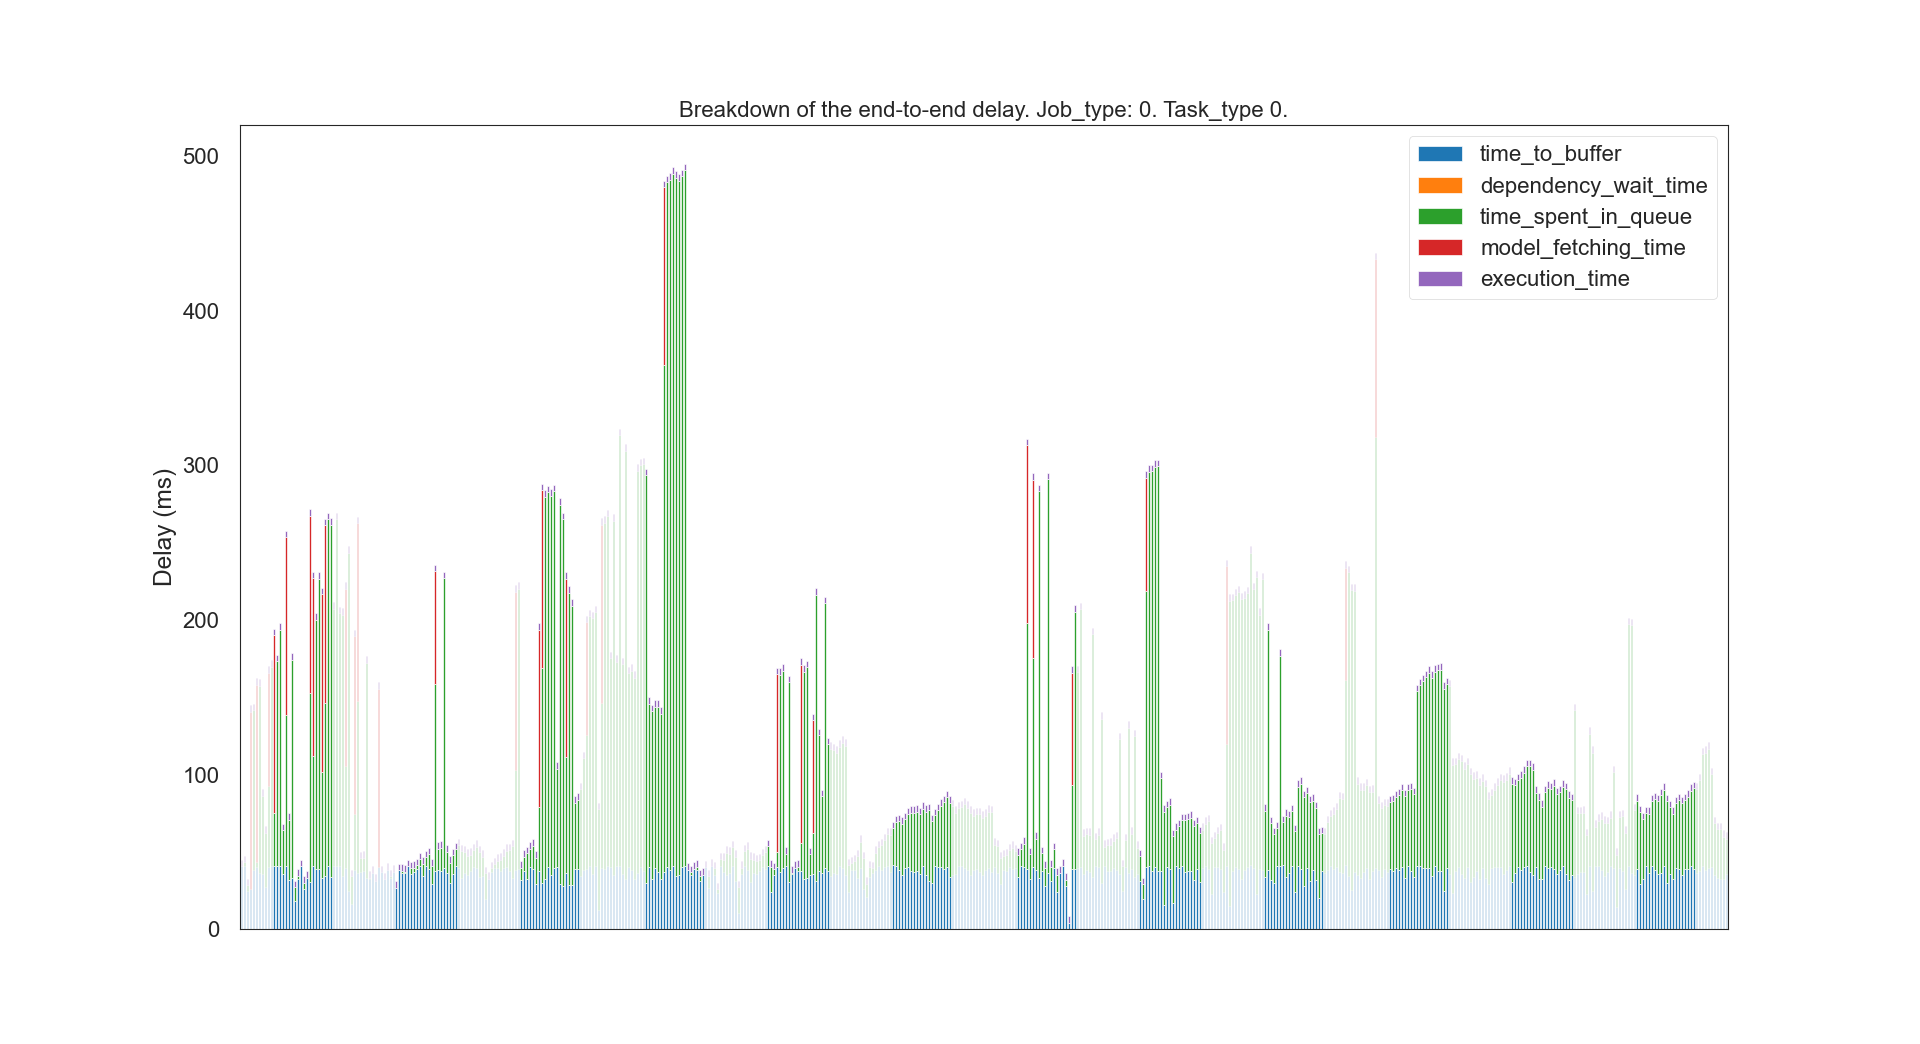 Breakdown of the end-to-end delay. Job_type: 0. Task_type 0.
500
400
300
200
100
0
Delay (ms)
time_to_buffer
dependency_wait_time
time_spent_in_queue
model_fetching_time
execution_time